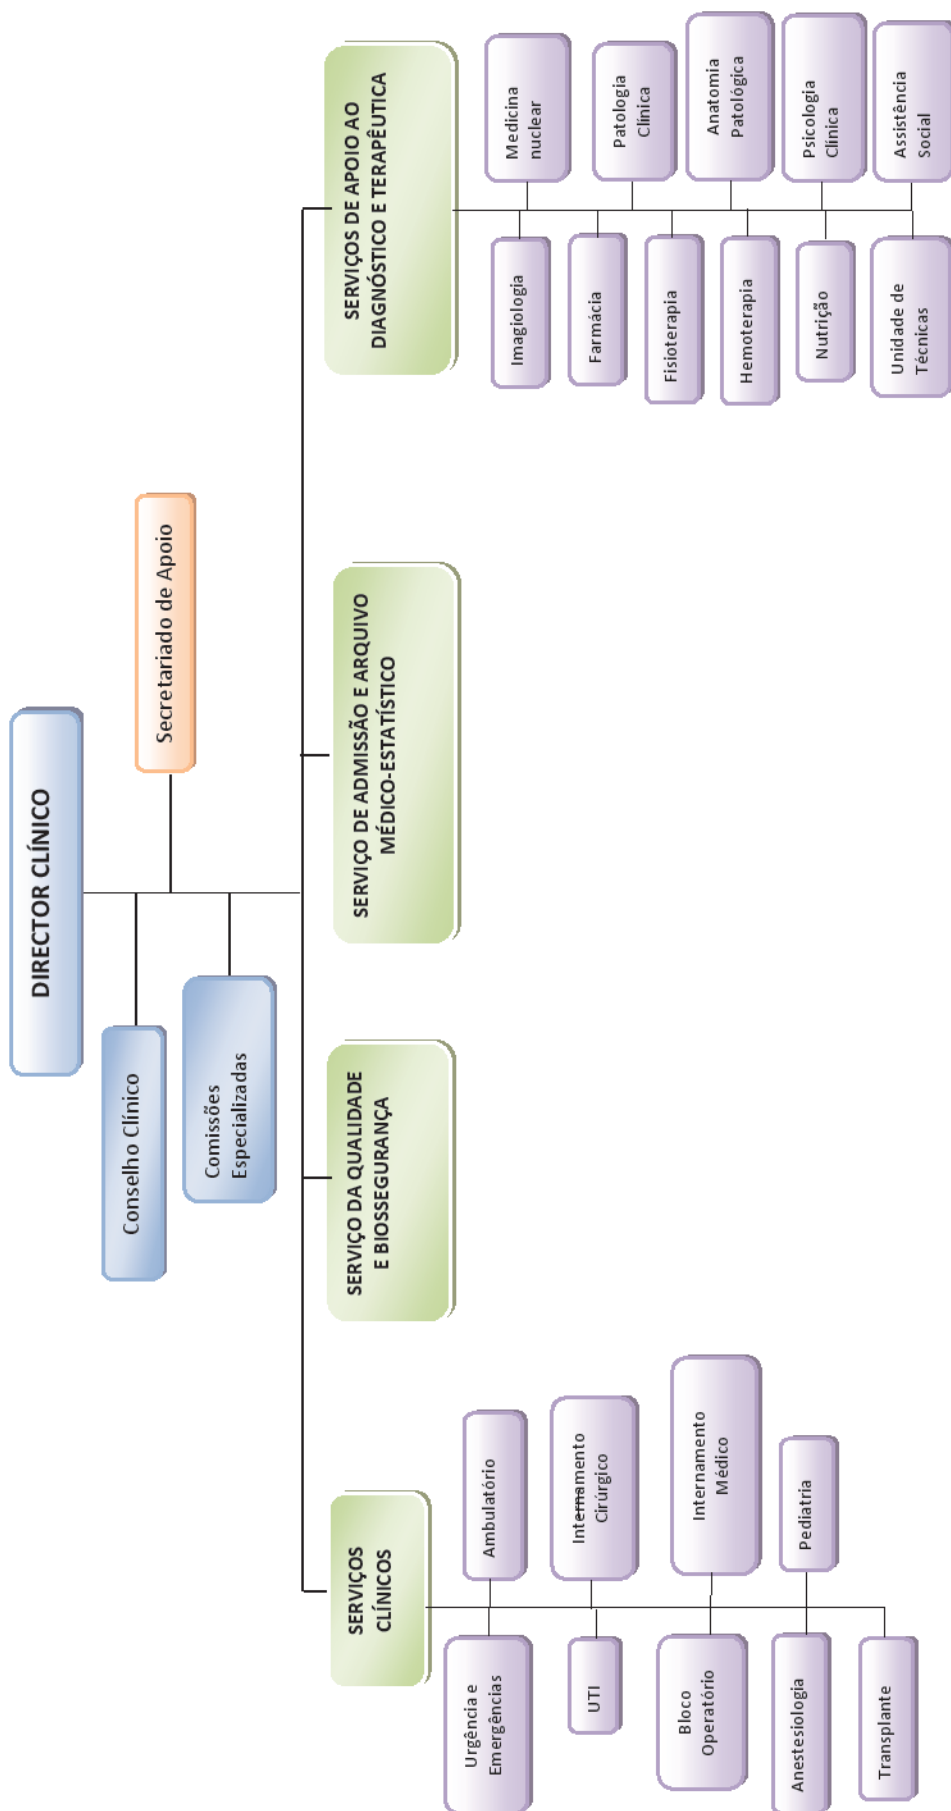 DIRECTOR CLÍNICO
Conselho Clínico
Secretariado de Apoio
Comissões
Especializadas
SERVIÇOS
CLÍNICOS
SERVIÇO DA QUALIDADE
E BIOSSEGURANÇA
SERVIÇO DE ADMISSÃO E ARQUIVO
MÉDICO-ESTATÍSTICO
SERVIÇOS DE APOIO AO
DIAGNÓSTICO E TERAPÊUTICA
Urgência e
Emergências
Ambulatório
UTI
Internamento
Cirúrgico
Bloco
Operatório
Internamento
Médico
Anestesiologia
Pediatria
Transplante
Imagiologia
Medicina
nuclear
Farmácia
Patologia
Clínica
Fisioterapia
Anatomia
Patológica
Hemoterapia
Nutrição
Psicologia
Clinica
Unidade de
Técnicas
Assistência
Social